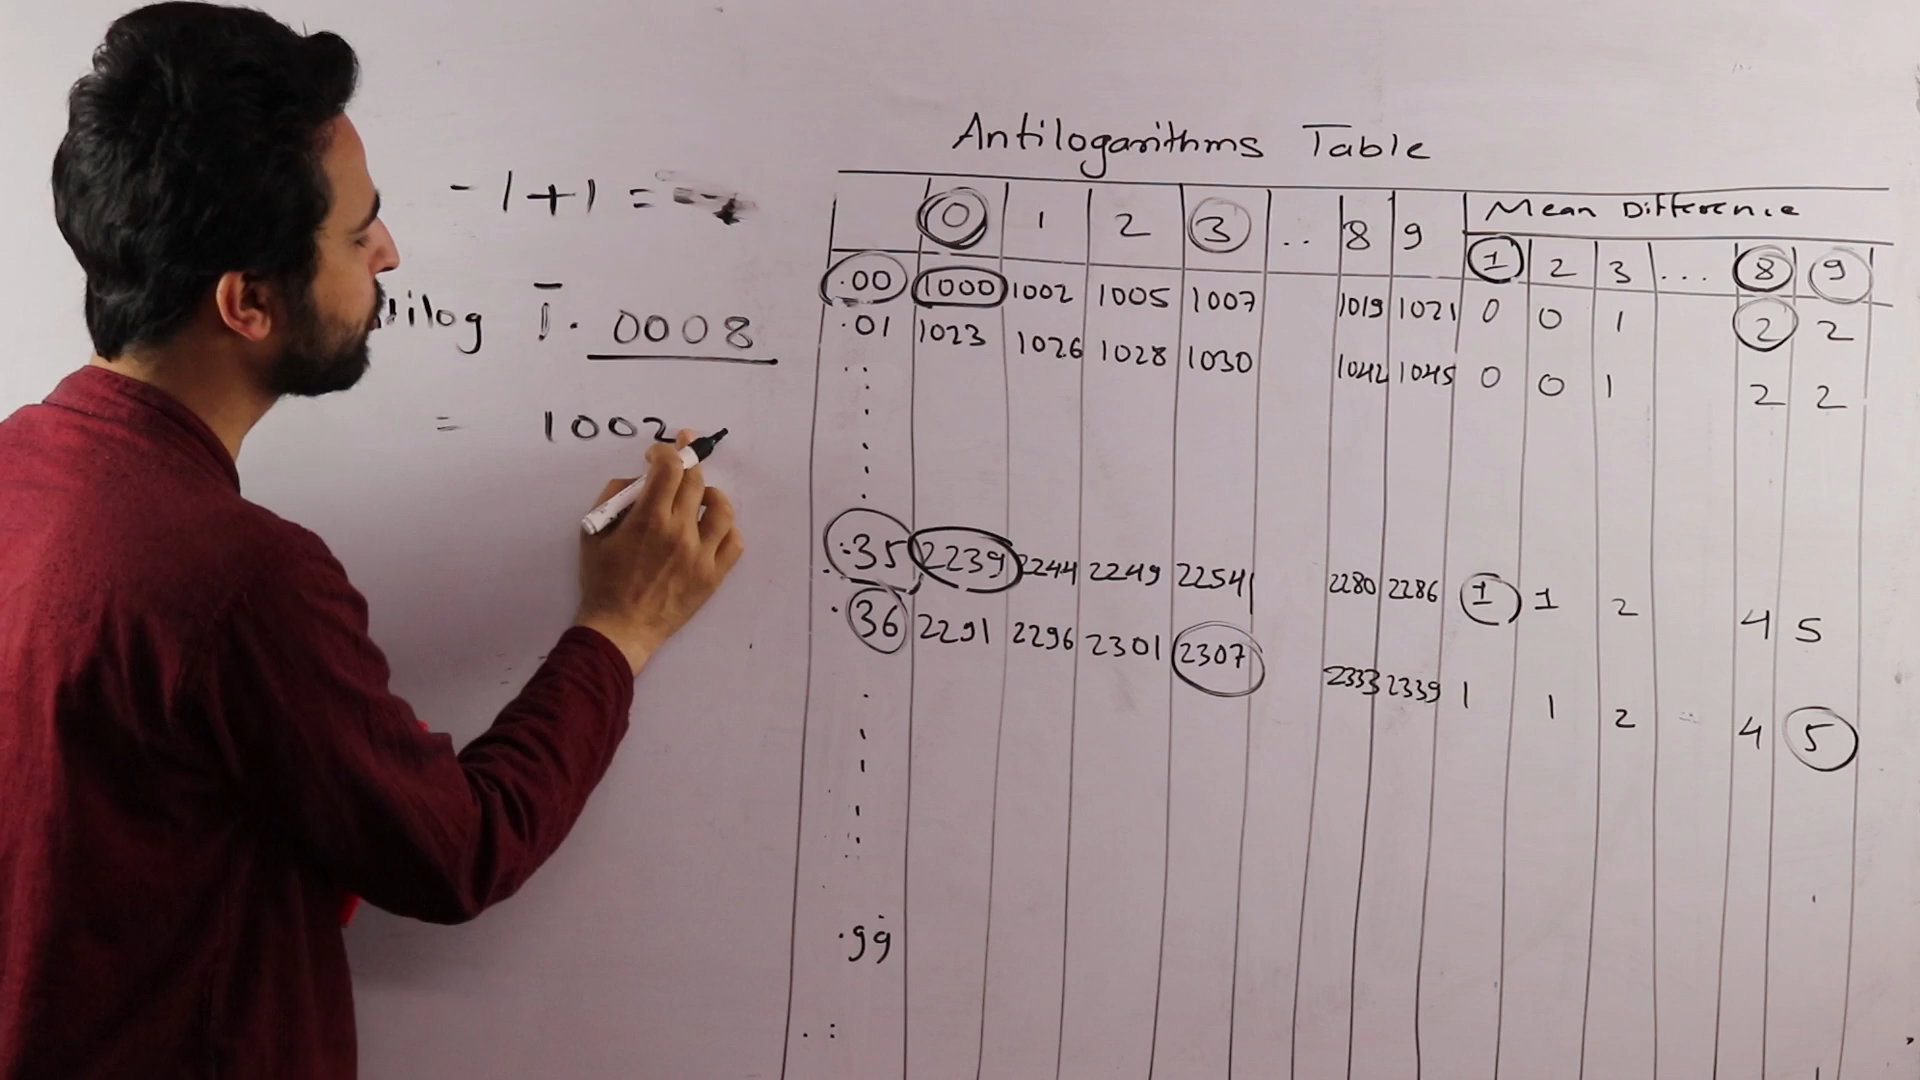 Antilogarithms Table
-1+1 =
ilog 1̅. 0008
= 1002
0 1 2 3 .. 8 9 Mean Difference
1 2 3 ... 8 9
.00 1000 1002 1005 1007 1019 1021 0 0 1 2 2
.01 1023 1026 1028 1030 1042 1045 0 0 1 2 2
.35 2239 2244 2249 2254 2280 2286 1 1 2 4 5
.36 2291 2296 2301 2307 2333 2339 1 1 2 4 5
.99